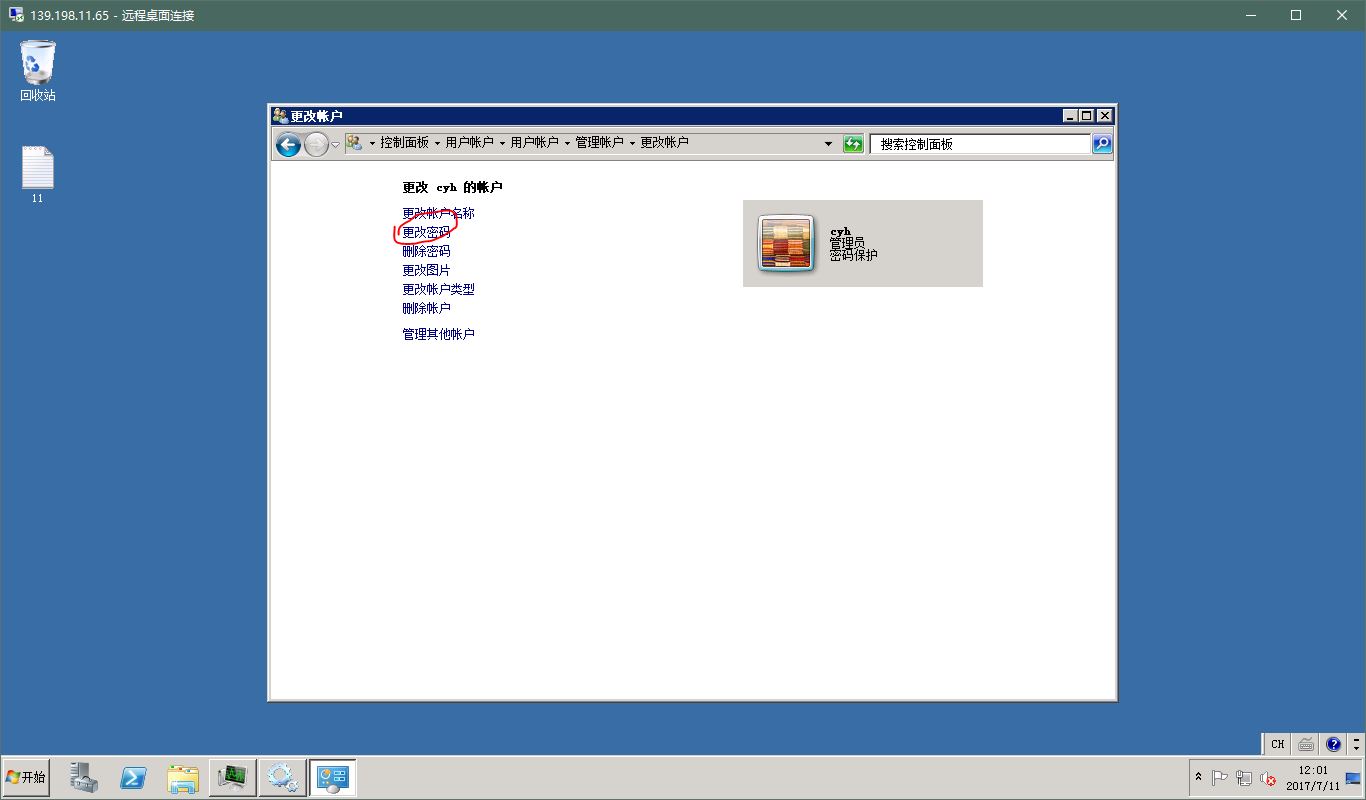 139.198.11.65 - 远程桌面连接
回收站
11
更改帐户
控制面板 用户帐户 用户帐户 管理帐户 更改帐户
搜索控制面板
更改 cyh 的帐户
更改帐户名称
更改密码
删除密码
更改图片
更改帐户类型
删除帐户
管理其他帐户
cyh
管理员
密码保护
CH
开始
12:01
2017/7/11